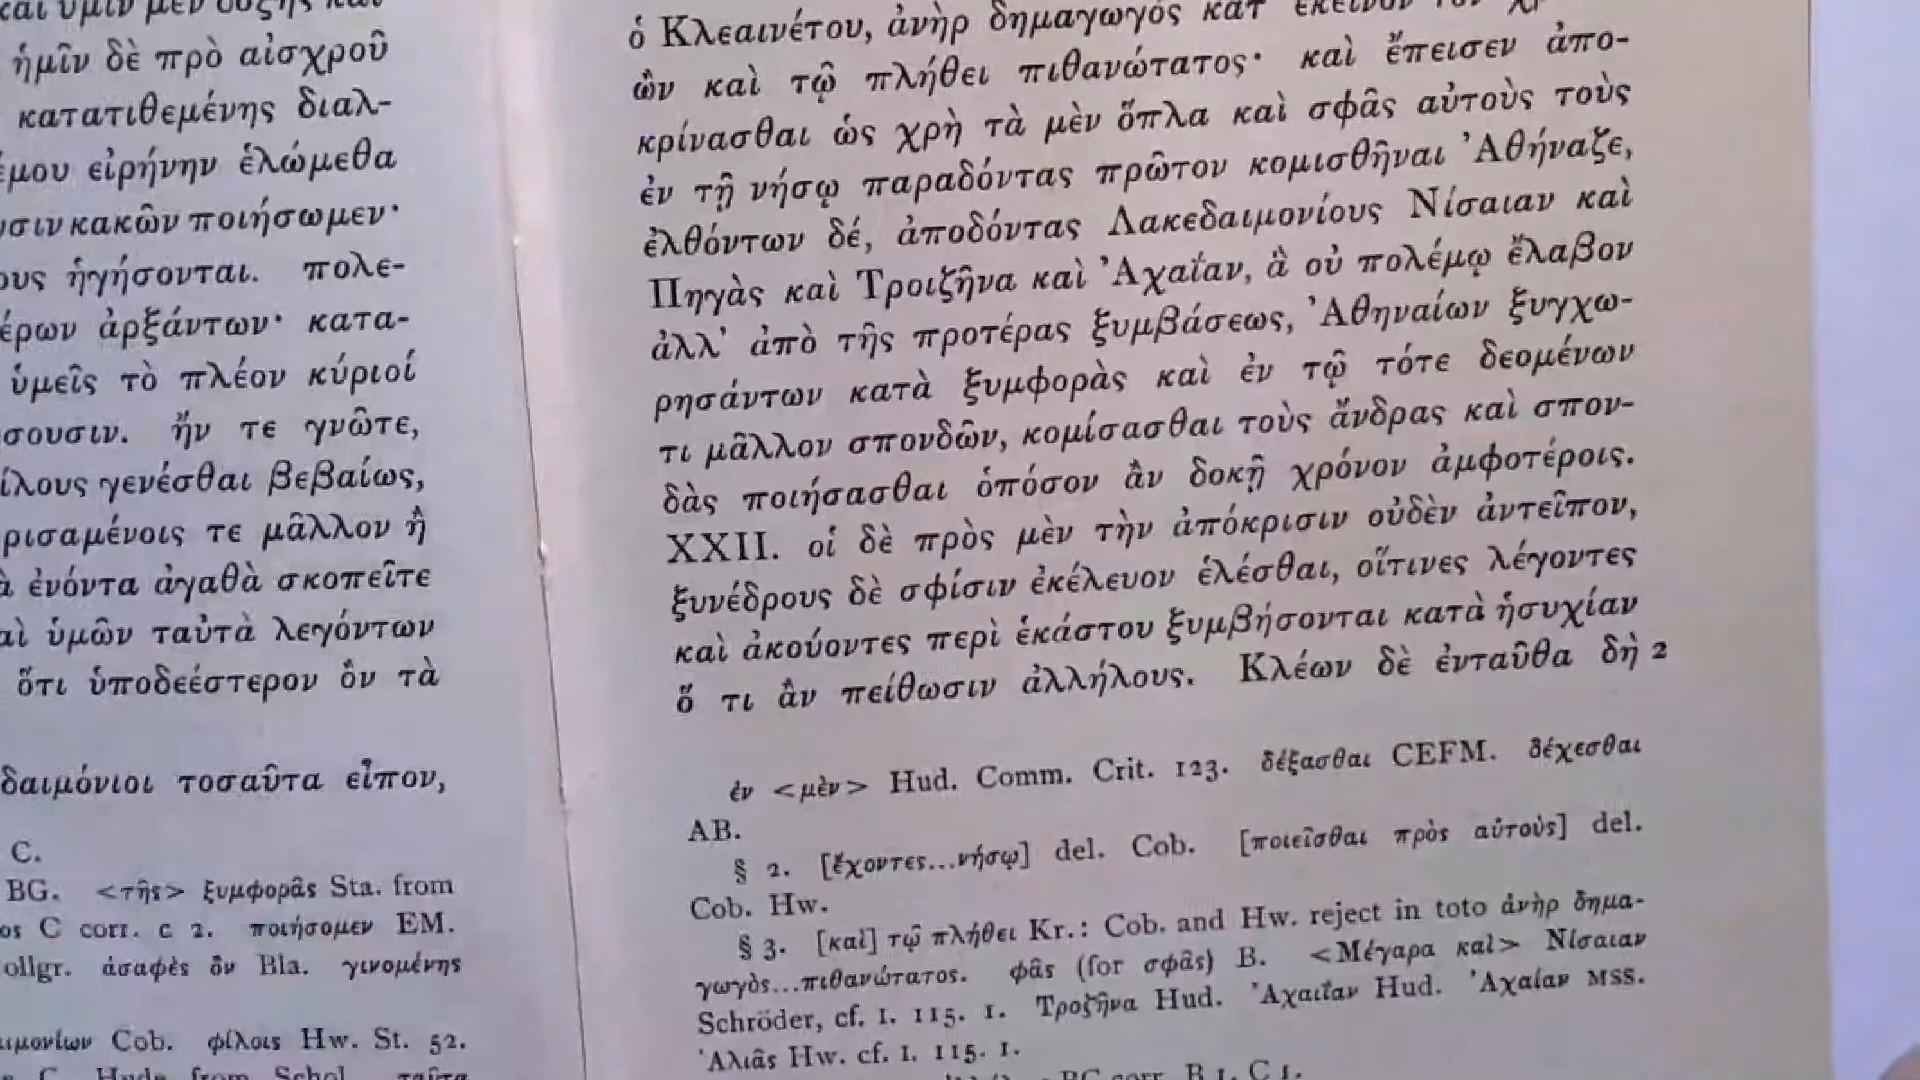 καὶ ὑμῖν μὲν δόξης καὶ
ἡμῖν δὲ πρὸ αἰσχροῦ
κατατιθεμένης διαλ-
έμου εἰρήνην ἑλώμεθα
υσιν κακῶν ποιήσωμεν·
ους ἡγήσονται. πολε-
έρων ἀρξάντων· κατα-
ὑμεῖς τὸ πλέον κύριοί
σουσιν. ἤν τε γνῶτε,
ίλους γενέσθαι βεβαίως,
ρισαμένοις τε μᾶλλον ἢ
ὰ ἐνόντα ἀγαθὰ σκοπεῖτε
αὶ ὑμῶν ταὐτὰ λεγόντων
ὅτι ὑποδεέστερον ὂν τὰ
δαιμόνιοι τοσαῦτα εἶπον,
C.
BG. <τῆς> ξυμφορᾶς Sta. from
os C corr. c 2. ποιήσομεν EM.
ollgr. ἀσαφὲς ὂν Bla. γινομένης
ιμονίων Cob. φίλοις Hw. St. 52.
ὁ Κλεαινέτου, ἀνὴρ δημαγωγὸς κατ'
ὢν καὶ τῷ πλήθει πιθανώτατος· καὶ ἔπεισεν ἀπο-
κρίνασθαι ὡς χρὴ τὰ μὲν ὅπλα καὶ σφᾶς αὐτοὺς τοὺς
ἐν τῇ νήσῳ παραδόντας πρῶτον κομισθῆναι Ἀθήναζε,
ἐλθόντων δέ, ἀποδόντας Λακεδαιμονίους Νίσαιαν καὶ
Πηγὰς καὶ Τροιζῆνα καὶ Ἀχαΐαν, ἃ οὐ πολέμῳ ἔλαβον
ἀλλ' ἀπὸ τῆς προτέρας ξυμβάσεως, Ἀθηναίων ξυγχω-
ρησάντων κατὰ ξυμφορὰς καὶ ἐν τῷ τότε δεομένων
τι μᾶλλον σπονδῶν, κομίσασθαι τοὺς ἄνδρας καὶ σπον-
δὰς ποιήσασθαι ὁπόσον ἂν δοκῇ χρόνον ἀμφοτέροις.
XXII. οἱ δὲ πρὸς μὲν τὴν ἀπόκρισιν οὐδὲν ἀντεῖπον,
ξυνέδρους δὲ σφίσιν ἐκέλευον ἑλέσθαι, οἵτινες λέγοντες
καὶ ἀκούοντες περὶ ἑκάστου ξυμβήσονται κατὰ ἡσυχίαν
ὅ τι ἂν πείθωσιν ἀλλήλους. Κλέων δὲ ἐνταῦθα δὴ 2
ἐν <μὲν> Hud. Comm. Crit. 123. δέξασθαι CEFM. δέχεσθαι
AB.
§ 2. [ἔχοντες...νήσῳ] del. Cob. [ποιεῖσθαι πρὸς αὐτοὺς] del.
Cob. Hw.
§ 3. [καὶ] τῷ πλήθει Kr.: Cob. and Hw. reject in toto ἀνὴρ δημα-
γωγὸς...πιθανώτατος. φᾶς (for σφᾶς) B. <Μέγαρα καὶ> Νίσαιαν
Schröder, cf. I. 115. 1. Τροζῆνα Hud. Ἀχαιΐαν Hud. Ἀχαίαν MSS.
Ἁλιᾶς Hw. cf. I. 115. 1.